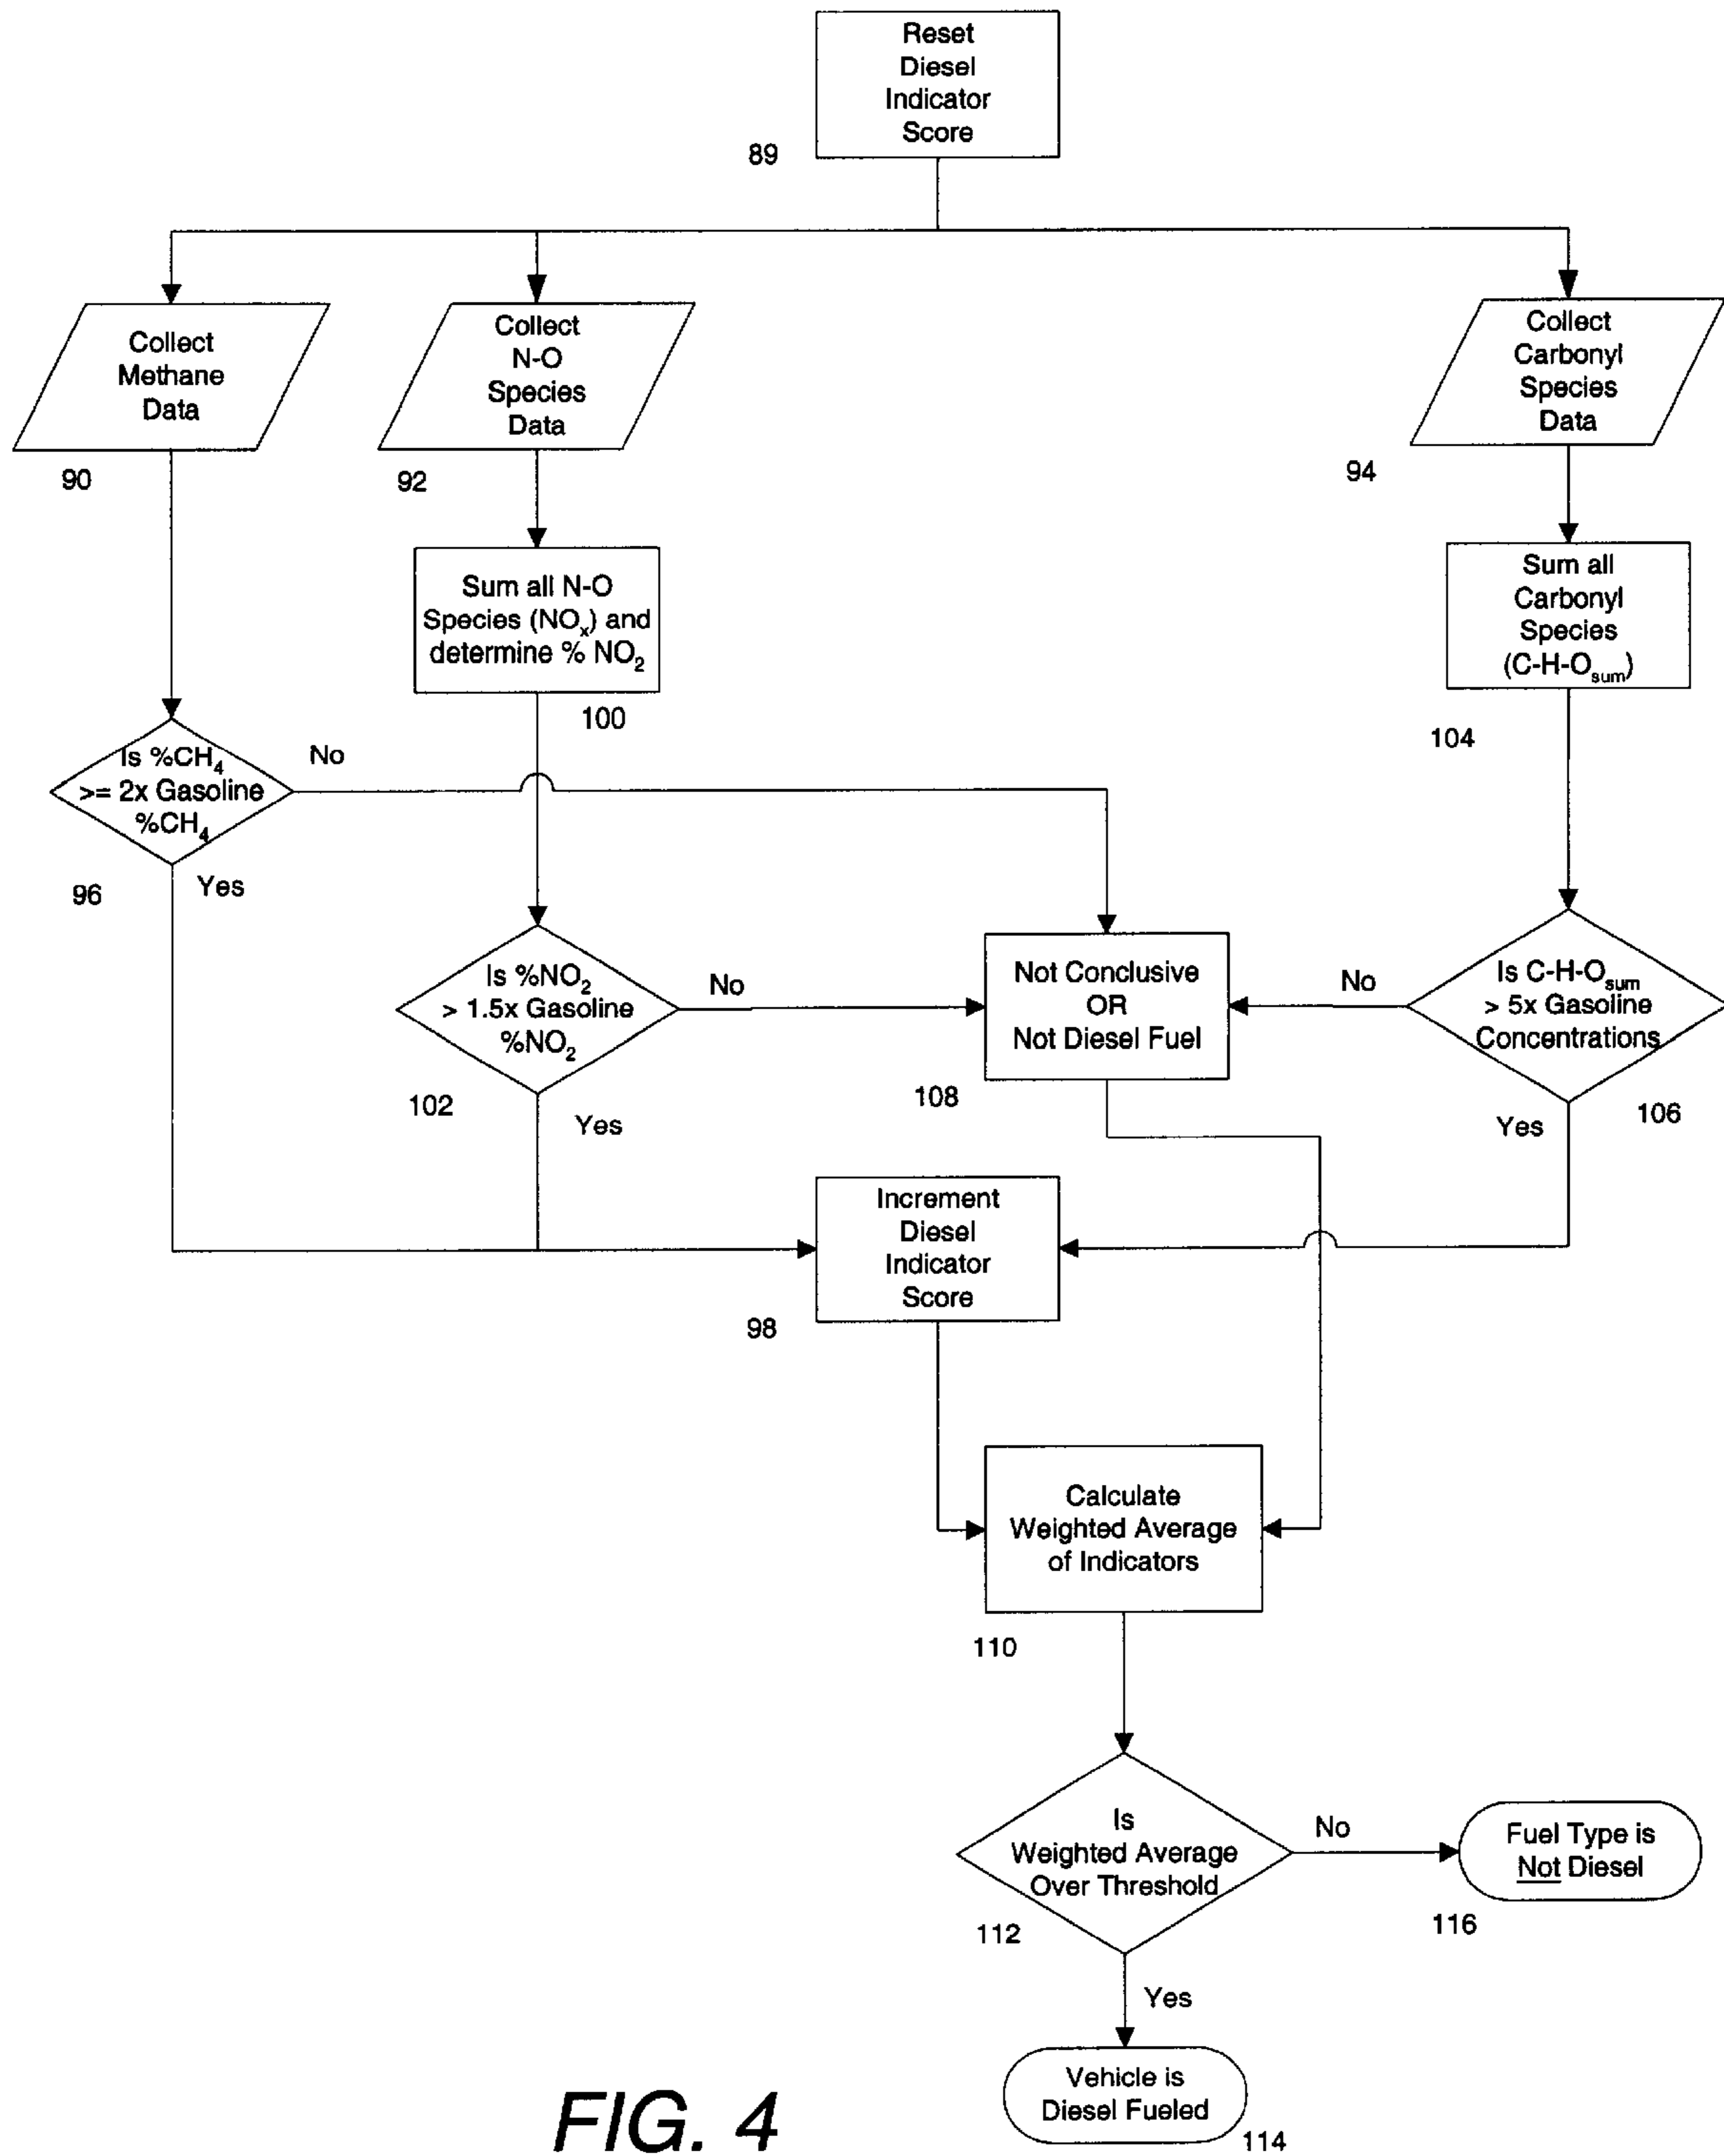 Reset
Diesel
Indicator
Score
89
Collect
Methane
Data
90
Collect
N-O
Species
Data
92
Collect
Carbonyl
Species
Data
94
Sum all N-O
Species (NOₓ) and
determine % NO₂
100
Sum all
Carbonyl
Species
(C-H-Osum)
104
Is %CH₄
>= 2x Gasoline
%CH₄
No
Yes
96
Is %NO₂
> 1.5x Gasoline
%NO₂
No
Yes
102
Not Conclusive
OR
Not Diesel Fuel
108
Is C-H-Osum
> 5x Gasoline
Concentrations
No
Yes
106
Increment
Diesel
Indicator
Score
98
Calculate
Weighted Average
of Indicators
110
Is
Weighted Average
Over Threshold
No
Yes
112
Fuel Type is
Not Diesel
116
Vehicle is
Diesel Fueled
114
FIG. 4